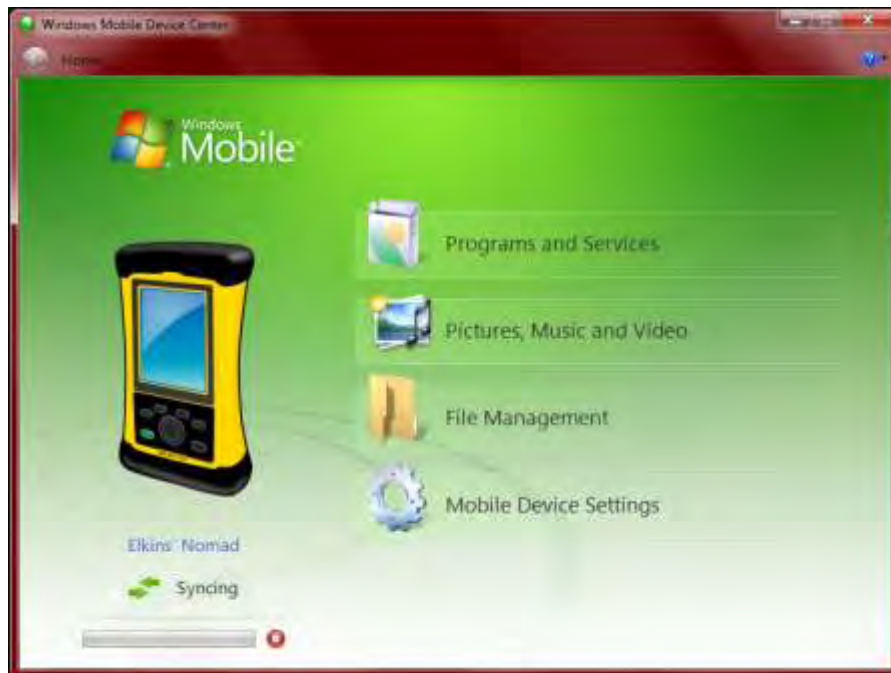 Windows Mobile Device Center
Home
Windows
Mobile
Programs and Services
Pictures, Music and Video
File Management
Mobile Device Settings
Elkins' Nomad
Syncing